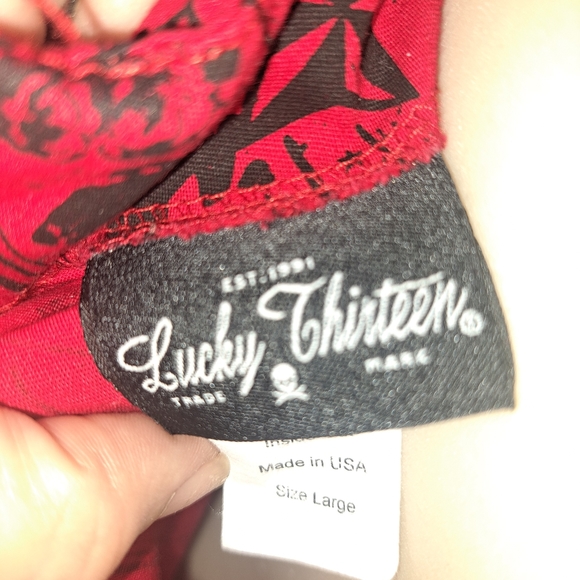 EST. 1991
Lucky Thirteen
TRADE MARK
Made in USA
Size Large